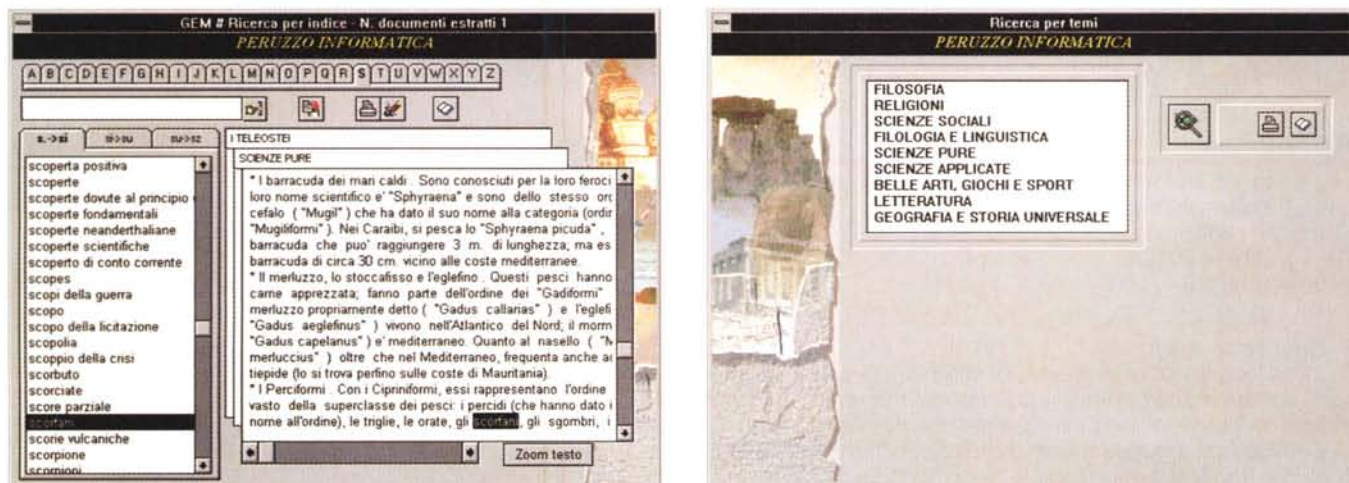 GEM # Ricerca per indice - N. documenti estratti 1
PERUZZO INFORMATICA
A B C D E F G H I J K L M N O P Q R S T U V W X Y Z
s.->si
si->su
su->sz
scoperta positiva
scoperte
scoperte dovute al principio
scoperte fondamentali
scoperte neanderthaliane
scoperte scientifiche
scoperto di conto corrente
scopes
scopi della guerra
scopo
scopo della licitazione
scopolia
scoppio della crisi
scorbuto
scorciate
score parziale
scortani
scorie vulcaniche
scorpione
scorpioni
I TELEOSTEI
SCIENZE PURE
* I barracuda dei mari caldi . Sono conosciuti per la loro feroci
loro nome scientifico e' "Sphyraena" e sono dello stesso orc
cefalo ( "Mugil" ) che ha dato il suo nome alla categoria (ordir
"Mugiliformi" ). Nei Caraibi, si pesca lo "Sphyraena picuda" ,
barracuda che puo' raggiungere 3 m. di lunghezza; ma es
barracuda di circa 30 cm. vicino alle coste mediterranee.
* Il merluzzo, lo stoccafisso e l'eglefino . Questi pesci hanno
carne apprezzata; fanno parte dell'ordine dei "Gadiformi"
merluzzo propriamente detto ( "Gadus callarias" ) e l'eglefi
"Gadus aeglefinus" ) vivono nell'Atlantico del Nord; il morm
"Gadus capelanus" ) e' mediterraneo. Quanto al nasello ( "M
merluccius" ) oltre che nel Mediterraneo, frequenta anche ac
tiepide (lo si trova perfino sulle coste di Mauritania).
* I Perciformi . Con i Cipriniformi, essi rappresentano l'ordine
vasto della superclasse dei pesci: i percidi (che hanno dato i
nome all'ordine), le triglie, le orate, gli scortani, gli sgombri, i
Zoom testo
Ricerca per temi
PERUZZO INFORMATICA
FILOSOFIA
RELIGIONI
SCIENZE SOCIALI
FILOLOGIA E LINGUISTICA
SCIENZE PURE
SCIENZE APPLICATE
BELLE ARTI, GIOCHI E SPORT
LETTERATURA
GEOGRAFIA E STORIA UNIVERSALE